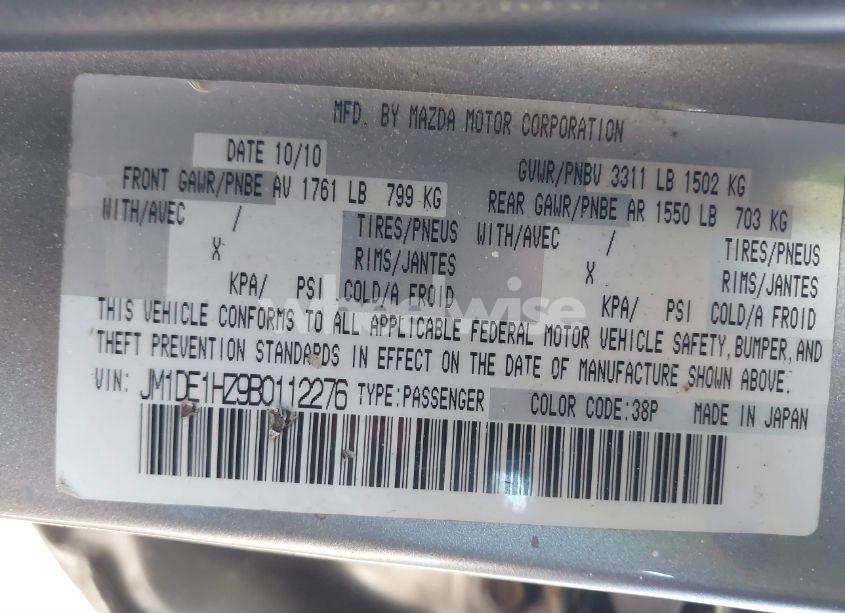 MFD. BY MAZDA MOTOR CORPORATION
DATE 10/10 GVWR/PNBV 3311 LB 1502 KG
FRONT GAWR/PNBE AV 1761 LB 799 KG REAR GAWR/PNBE AR 1550 LB 703 KG
WITH/AVEC / TIRES/PNEUS WITH/AVEC / TIRES/PNEUS
X RIMS/JANTES X RIMS/JANTES
KPA/ PSI COLD/A FROID KPA/ PSI COLD/A FROID
wheelwise
THIS VEHICLE CONFORMS TO ALL APPLICABLE FEDERAL MOTOR VEHICLE SAFETY, BUMPER, AND
THEFT PREVENTION STANDARDS IN EFFECT ON THE DATE OF MANUFACTURE SHOWN ABOVE.
VIN: JM1DE1HZ9B0112276 TYPE:PASSENGER COLOR CODE:38P MADE IN JAPAN